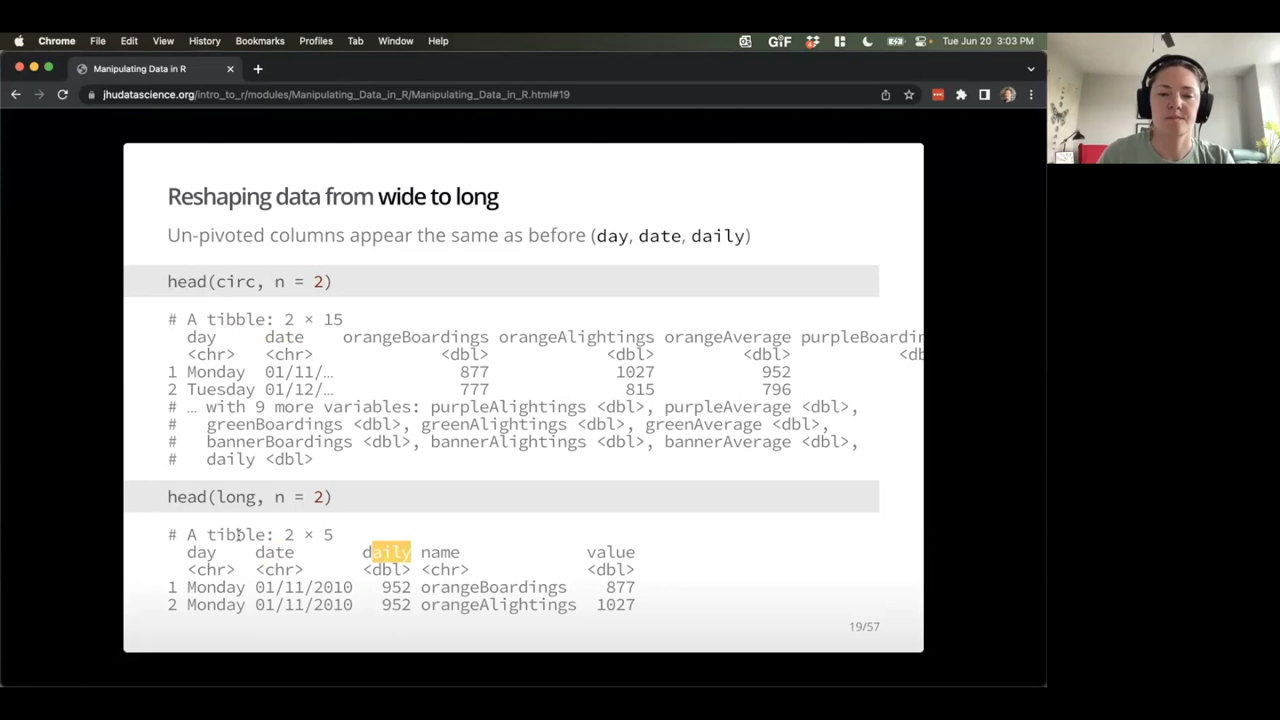 Chrome File Edit View History Bookmarks Profiles Tab Window Help GIF Tue Jun 20 3:03 PM
Manipulating Data in R
jhudatascience.org/intro_to_r/modules/Manipulating_Data_in_R/Manipulating_Data_in_R.html#19
Reshaping data from wide to long
Un-pivoted columns appear the same as before (day, date, daily)
head(circ, n = 2)
# A tibble: 2 × 15
day date orangeBoardings orangeAlightings orangeAverage purpleBoardin
<chr> <chr> <dbl> <dbl> <dbl> <db
1 Monday 01/11/… 877 1027 952
2 Tuesday 01/12/… 777 815 796
# … with 9 more variables: purpleAlightings <dbl>, purpleAverage <dbl>,
# greenBoardings <dbl>, greenAlightings <dbl>, greenAverage <dbl>,
# bannerBoardings <dbl>, bannerAlightings <dbl>, bannerAverage <dbl>,
# daily <dbl>
head(long, n = 2)
# A tibble: 2 × 5
day date daily name value
<chr> <chr> <dbl> <chr> <dbl>
1 Monday 01/11/2010 952 orangeBoardings 877
2 Monday 01/11/2010 952 orangeAlightings 1027
19/57